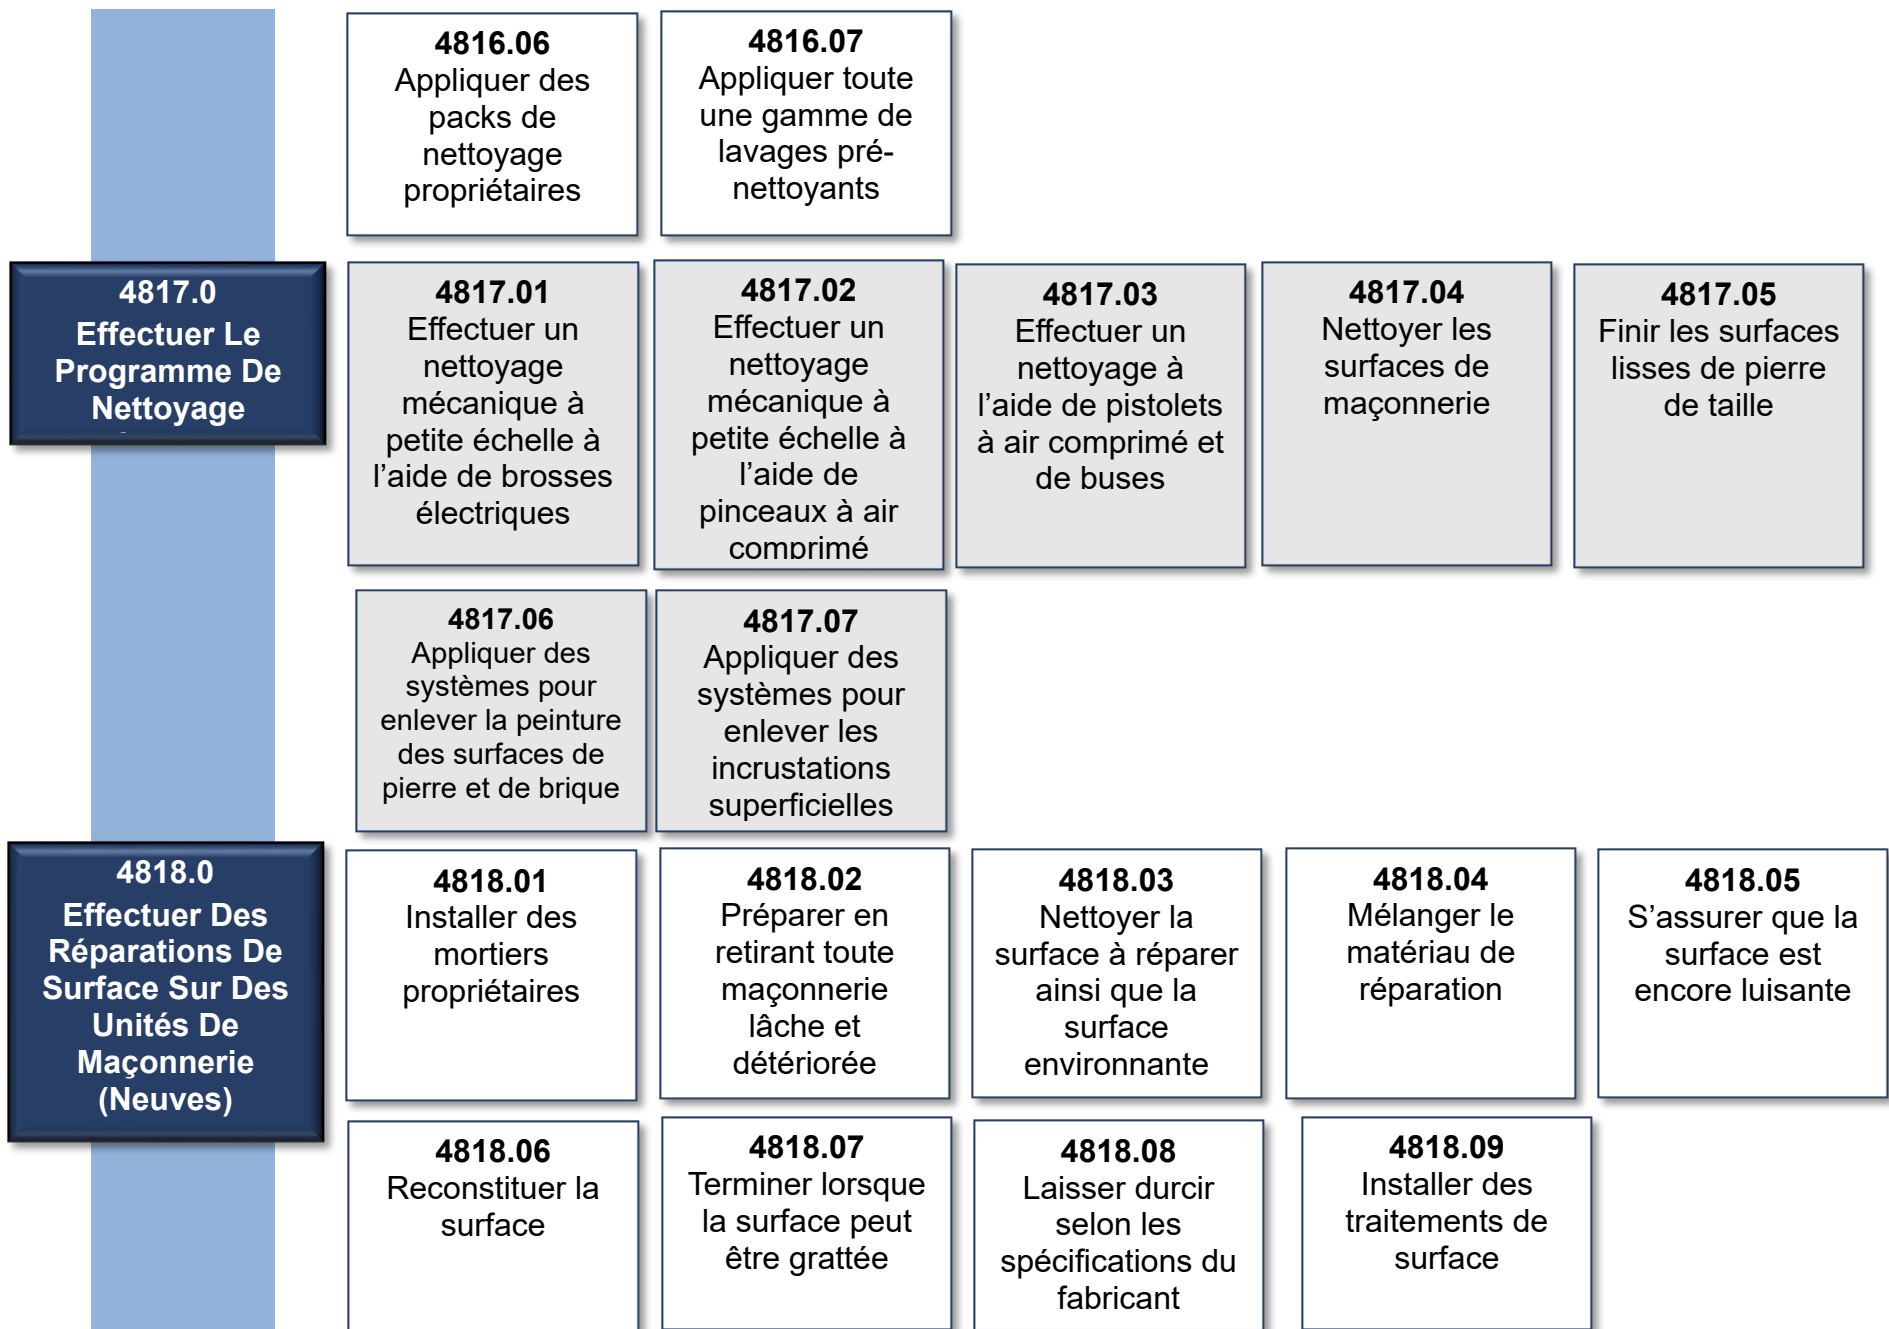 4816.06
Appliquer des
packs de
nettoyage
propriétaires
4816.07
Appliquer toute
une gamme de
lavages pré-
nettoyants
4817.0
Effectuer Le
Programme De
Nettoyage
4817.01
Effectuer un
nettoyage
mécanique à
petite échelle à
l’aide de brosses
électriques
4817.02
Effectuer un
nettoyage
mécanique à
petite échelle à
l’aide de
pinceaux à air
comprimé
4817.03
Effectuer un
nettoyage à
l’aide de pistolets
à air comprimé et
de buses
4817.04
Nettoyer les
surfaces de
maçonnerie
4817.05
Finir les surfaces
lisses de pierre
de taille
4817.06
Appliquer des
systèmes pour
enlever la peinture
des surfaces de
pierre et de brique
4817.07
Appliquer des
systèmes pour
enlever les
incrustations
superficielles
4818.0
Effectuer Des
Réparations De
Surface Sur Des
Unités De
Maçonnerie
(Neuves)
4818.01
Installer des
mortiers
propriétaires
4818.02
Préparer en
retirant toute
maçonnerie
lâche et
détériorée
4818.03
Nettoyer la
surface à réparer
ainsi que la
surface
environnante
4818.04
Mélanger le
matériau de
réparation
4818.05
S’assurer que la
surface est
encore luisante
4818.06
Reconstituer la
surface
4818.07
Terminer lorsque
la surface peut
être grattée
4818.08
Laisser durcir
selon les
spécifications du
fabricant
4818.09
Installer des
traitements de
surface